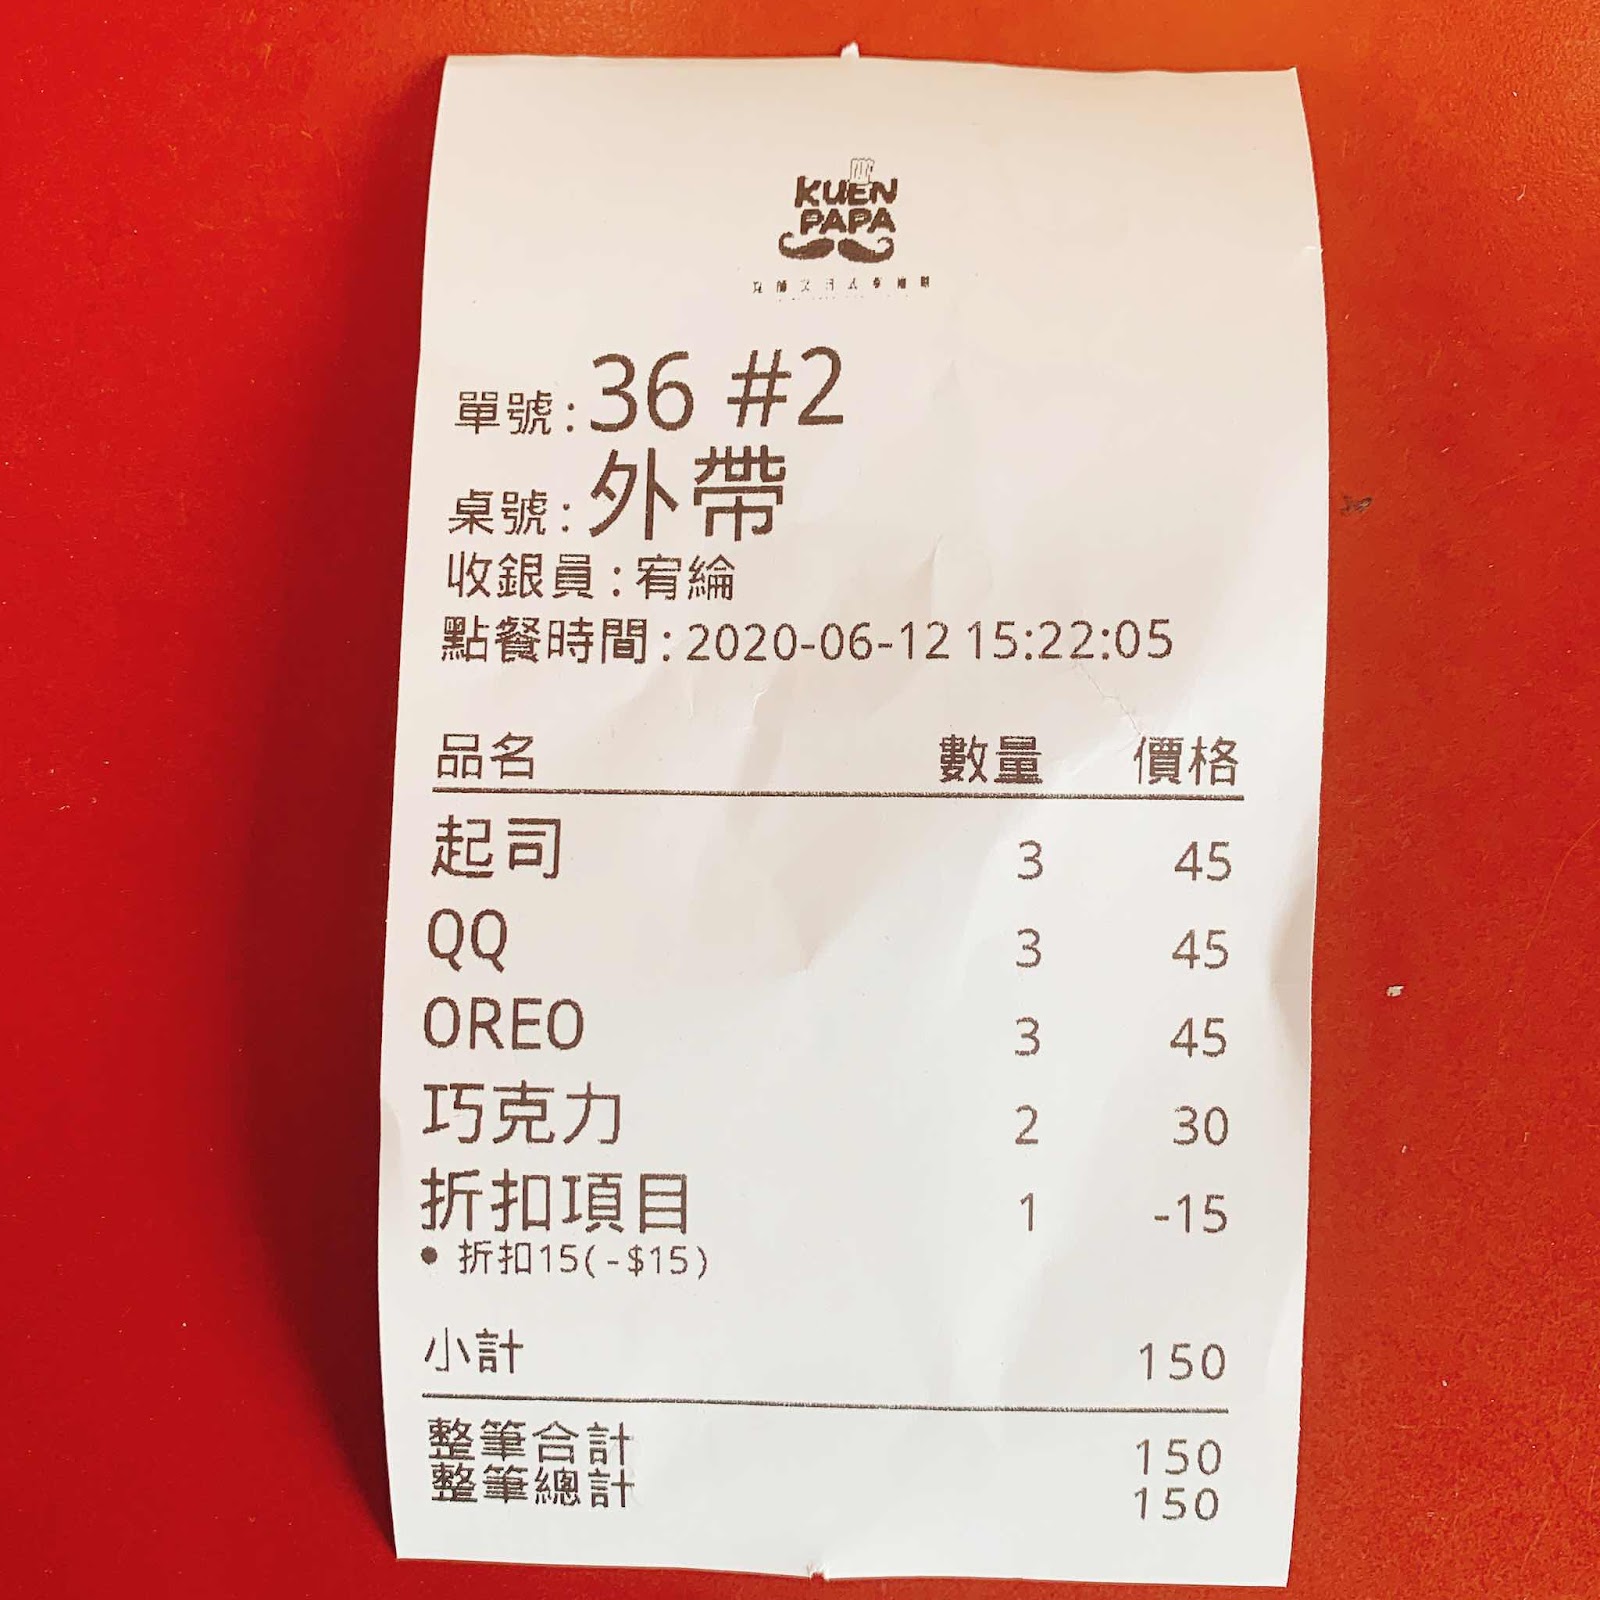 KUEN
PAPA
單號: 36 #2
桌號: 外帶
收銀員: 宥綸
點餐時間: 2020-06-12 15:22:05
品名 數量 價格
起司 3 45
QQ 3 45
OREO 3 45
巧克力 2 30
折扣項目 1 -15
• 折扣15(-$15)
小計 150
整筆合計 150
整筆總計 150